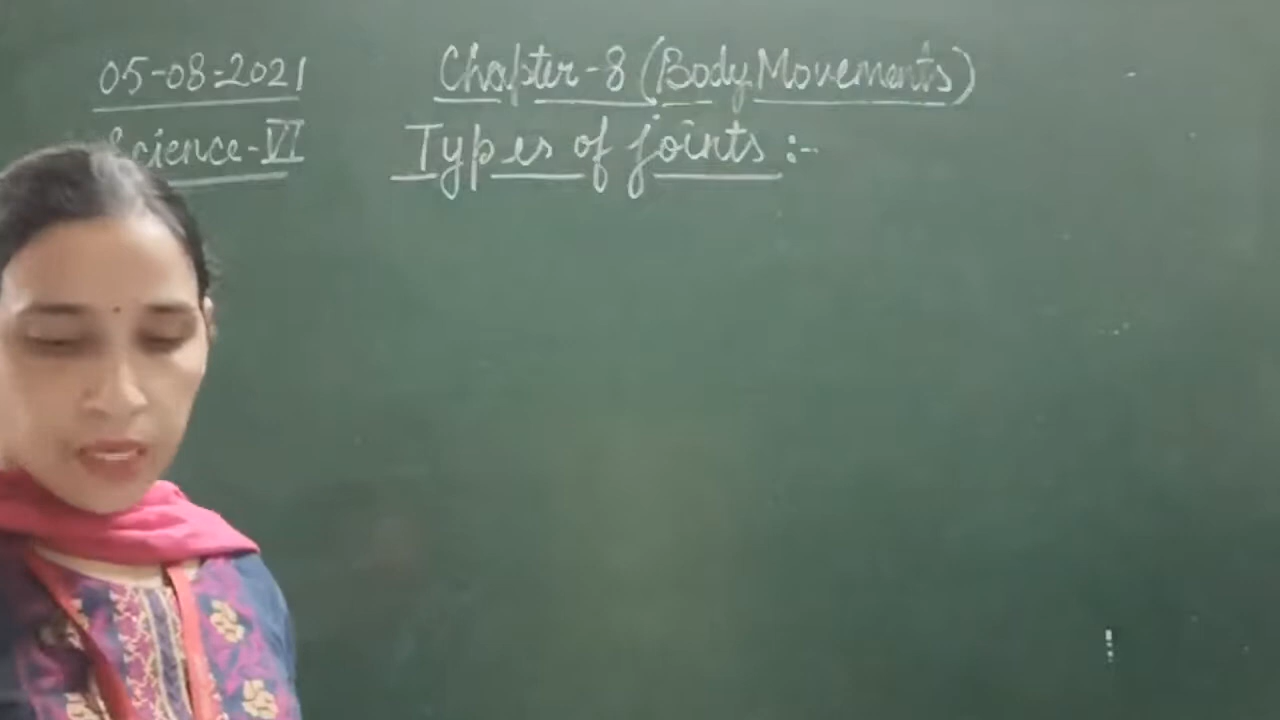 05-08-2021
Chapter-8 (Body Movements)
Science-VI
Types of joints :-